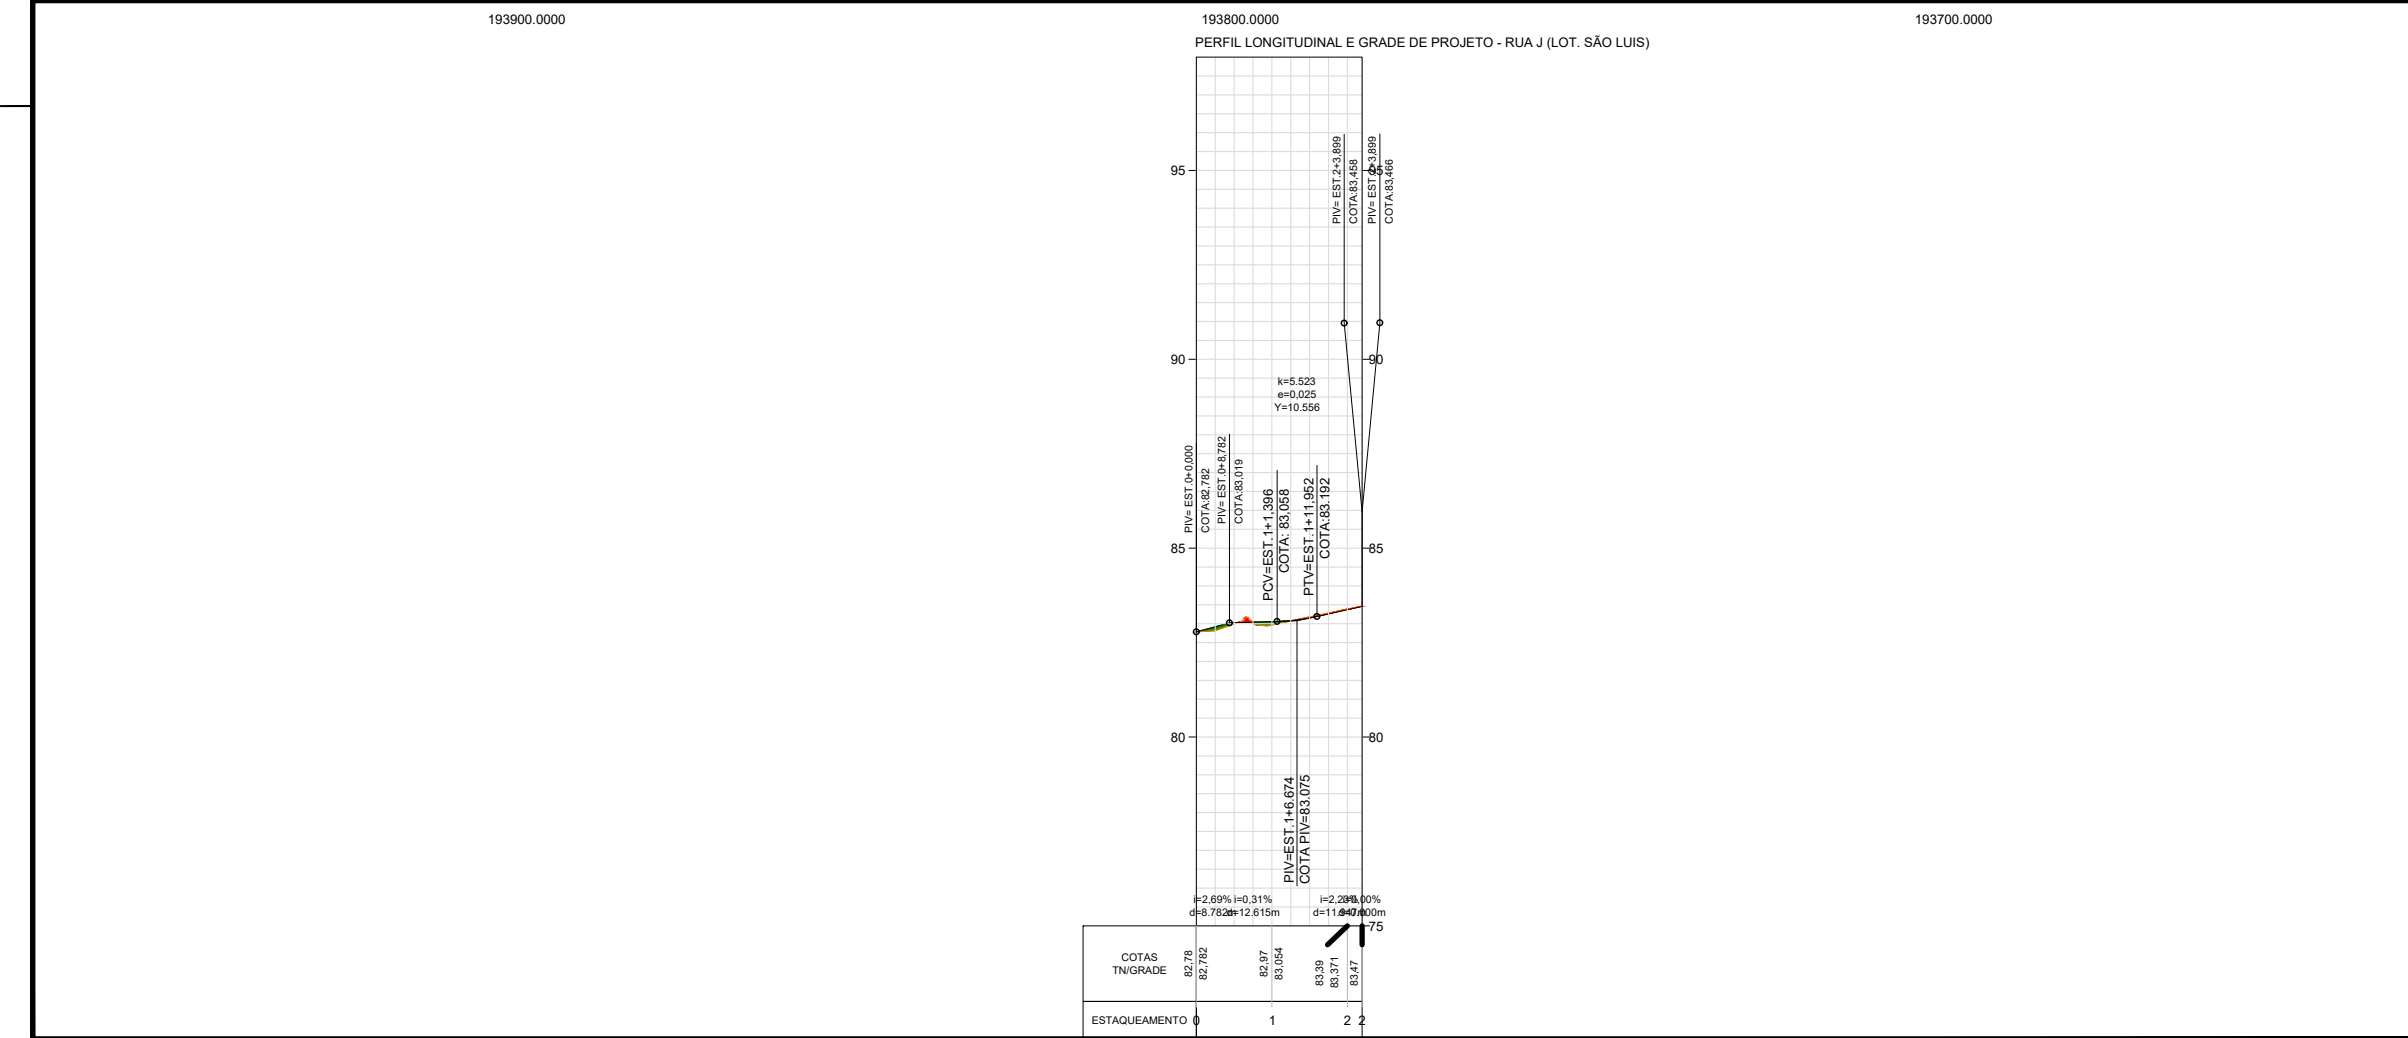 193900.0000
193800.0000
193700.0000
PERFIL LONGITUDINAL E GRADE DE PROJETO - RUA J (LOT. SÃO LUIS)
95
95
PIV= EST.2+3,899
COTA:83,458
COTA:83,466
90
90
k=5.523
e=0,025
Y=10.556
PIV= EST.0+0,000
COTA:82,782
PIV= EST.0+8,782
COTA:83,019
PCV=EST.1+1,396
COTA: 83,058
PTV=EST.1+11,952
COTA:83.192
85
85
80
80
PIV=EST.1+6.674
COTA PIV=83.075
i=2,69%
i=0,31%
d=12.615m
75
COTAS
TN/GRADE
82,78
82,782
82,97
83,054
83,39
83,371
83,47
ESTAQUEAMENTO
0
1
2
2